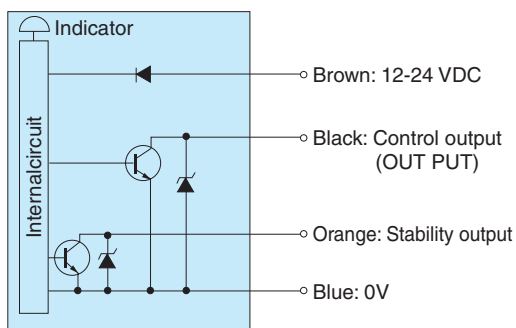 Indicator
Internalcircuit
Brown: 12-24 VDC
Black: Control output
(OUT PUT)
Orange: Stability output
Blue: 0V